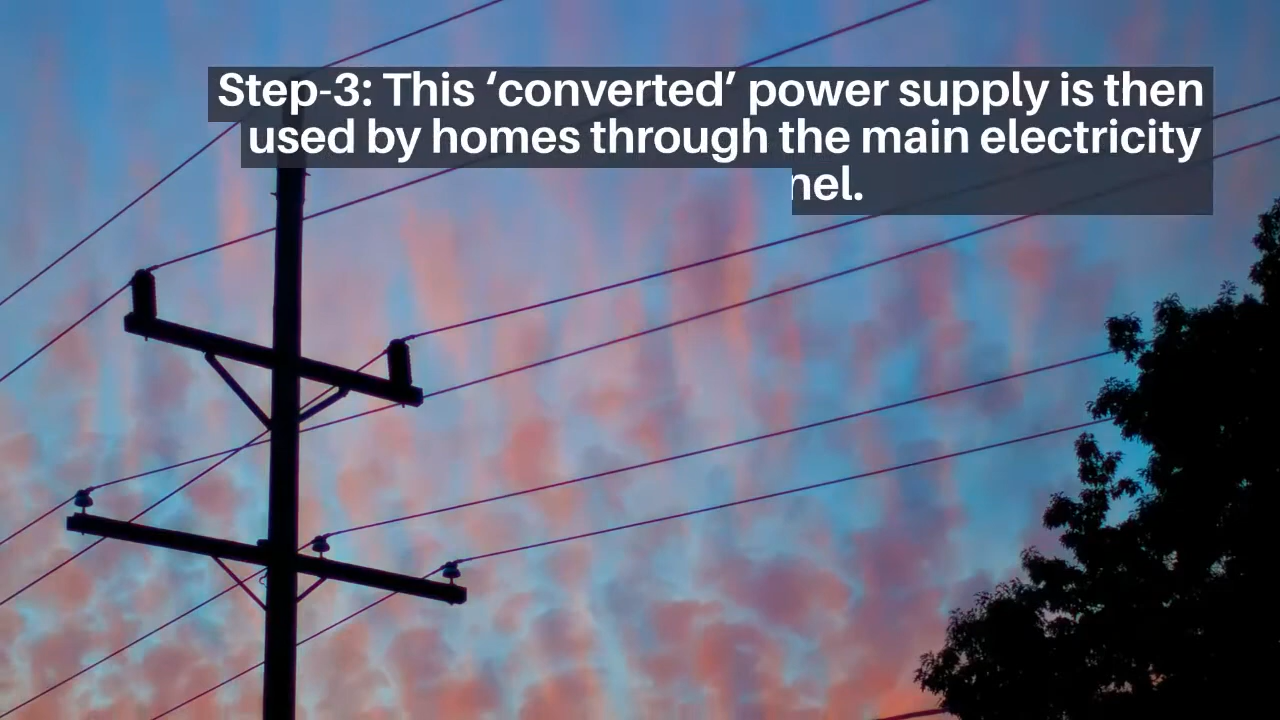 Step-3: This ‘converted’ power supply is then
used by homes through the main electricity
nel.